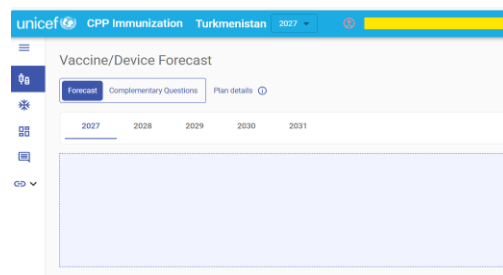 unicef CPP Immunization Turkmenistan 2027
Vaccine/Device Forecast
Forecast Complementary Questions Plan details
2027 2028 2029 2030 2031